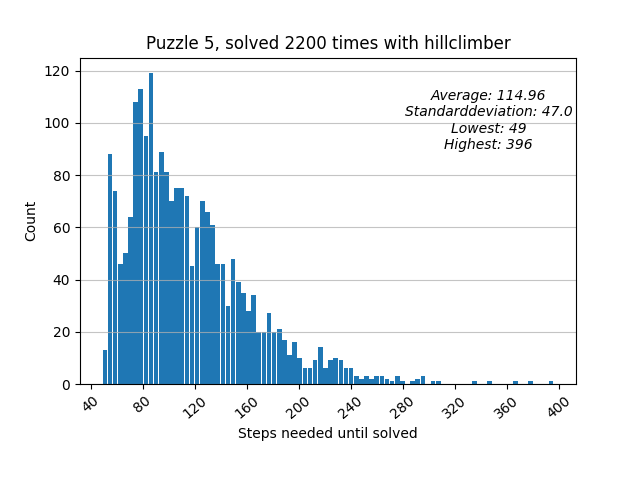 Puzzle 5, solved 2200 times with hillclimber
Average: 114.96
Standarddeviation: 47.0
Lowest: 49
Highest: 396
120
100
80
60
40
20
0
Count
40 80 120 160 200 240 280 320 360 400
Steps needed until solved